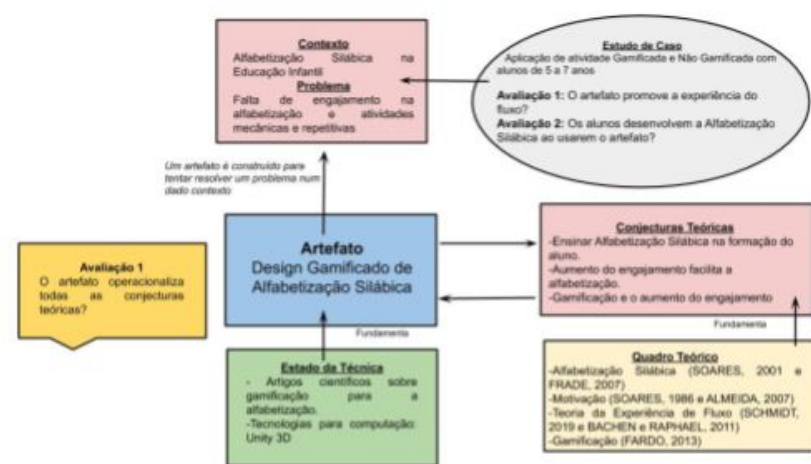 Contexto
Alfabetização Silábica na
Educação Infantil
Problema
Falta de engajamento na
alfabetização e atividades
mecânicas e repetitivas
Estudo de Caso
Aplicação de atividade Gamificada e Não Gamificada com
alunos de 5 a 7 anos
Avaliação 1: O artefato promove a experiência do
fluxo?
Avaliação 2: Os alunos desenvolvem a Alfabetização
Silábica ao usarem o artefato?
Um artefato é construído para
tentar resolver um problema num
dado contexto
Avaliação 1
O artefato operacionaliza
todas as conjecturas
teóricas?
Artefato
Design Gamificado de
Alfabetização Silábica
Conjecturas Teóricas
-Ensinar Alfabetização Silábica na formação do
aluno.
-Aumento do engajamento facilita a
alfabetização.
-Gamificação e o aumento do engajamento
Fundamenta
Fundamenta
Estado da Técnica
- Artigos científicos sobre
gamificação para a
alfabetização.
-Tecnologias para computação:
Unity 3D
Quadro Teórico
-Alfabetização Silábica (SOARES, 2001 e
FRADE, 2007)
-Motivação (SOARES, 1986 e ALMEIDA, 2007)
-Teoria da Experiência de Fluxo (SCHMIDT,
2019 e BACHEN e RAPHAEL, 2011)
-Gamificação (FARDO, 2013)